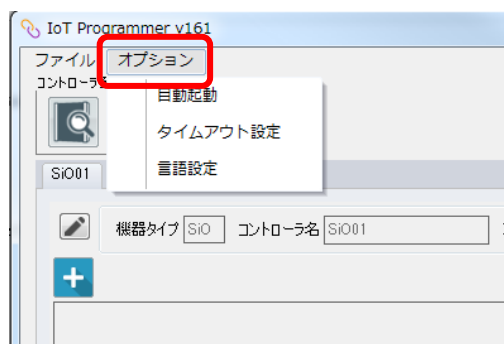 IoT Programmer v161
ファイル オプション
自動起動
タイムアウト設定
言語設定
SiO01
機器タイプ SiO コントローラ名 SiO01